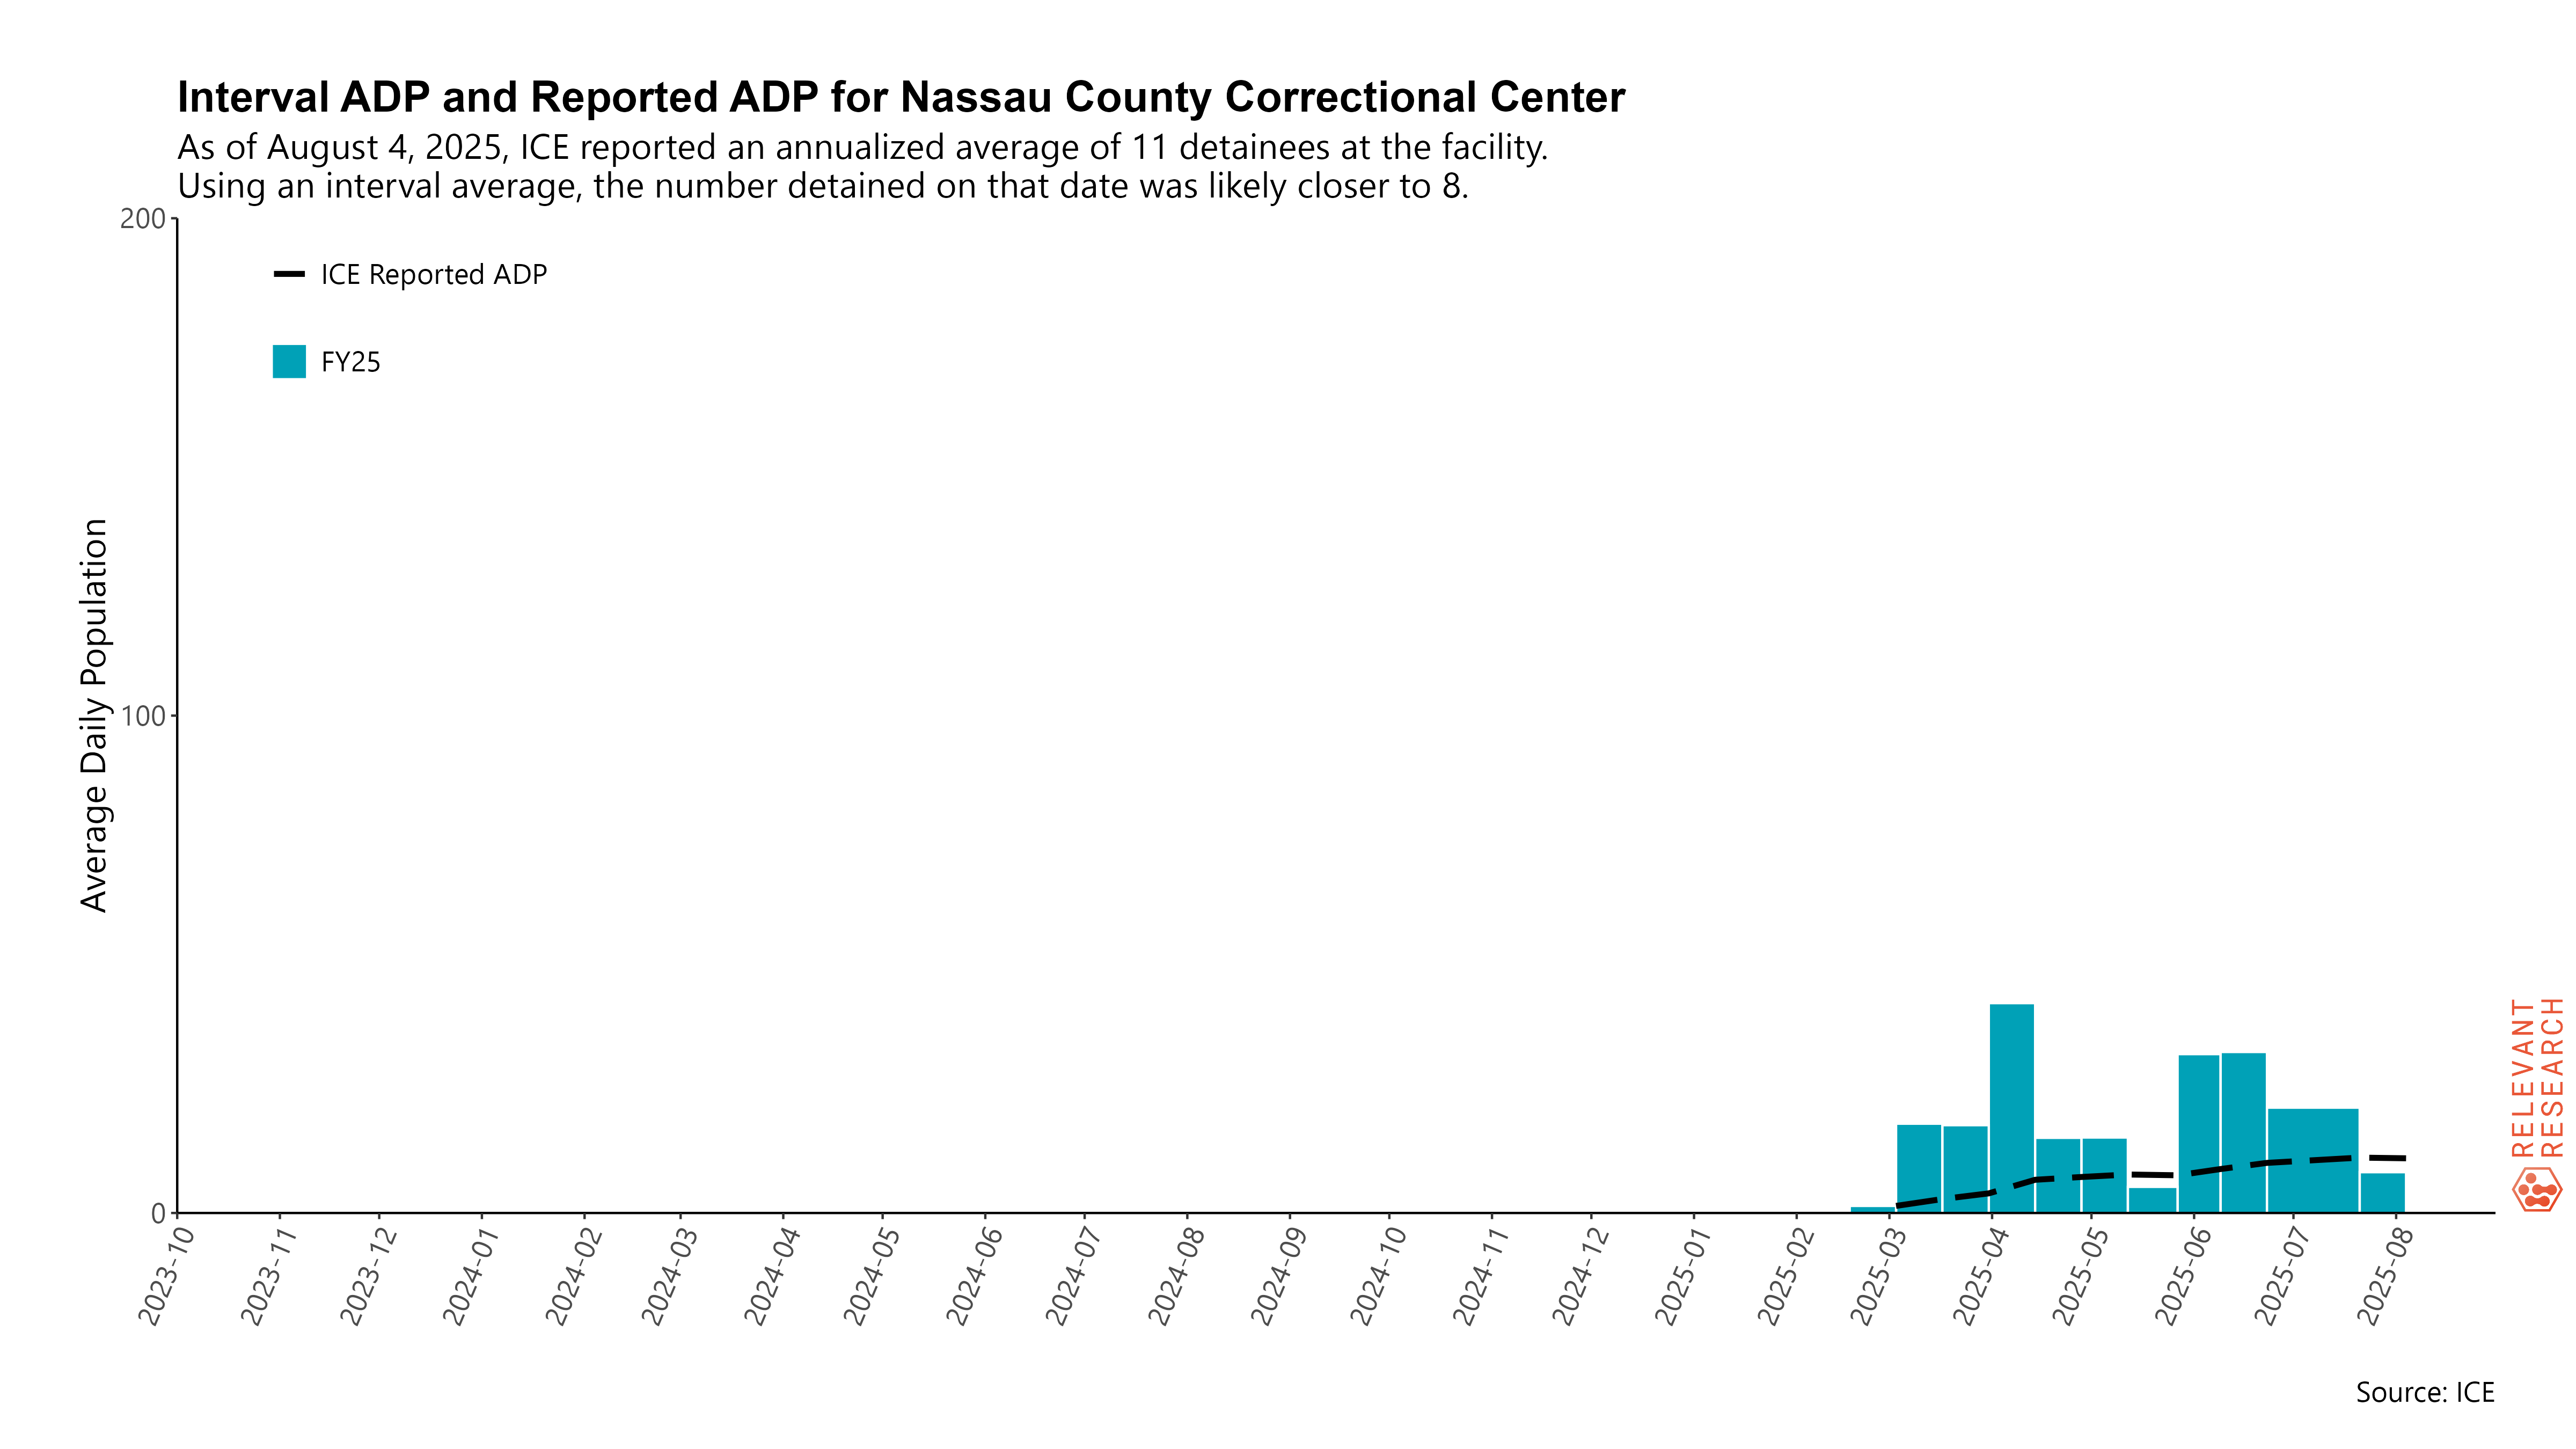 Interval ADP and Reported ADP for Nassau County Correctional Center
As of August 4, 2025, ICE reported an annualized average of 11 detainees at the facility.
Using an interval average, the number detained on that date was likely closer to 8.
200
ICE Reported ADP
FY25
Average Daily Population
100
0
2023-10
2023-11
2023-12
2024-01
2024-02
2024-03
2024-04
2024-05
2024-06
2024-07
2024-08
2024-09
2024-10
2024-11
2024-12
2025-01
2025-02
2025-03
2025-04
2025-05
2025-06
2025-07
2025-08
RELEVANT
RESEARCH
Source: ICE